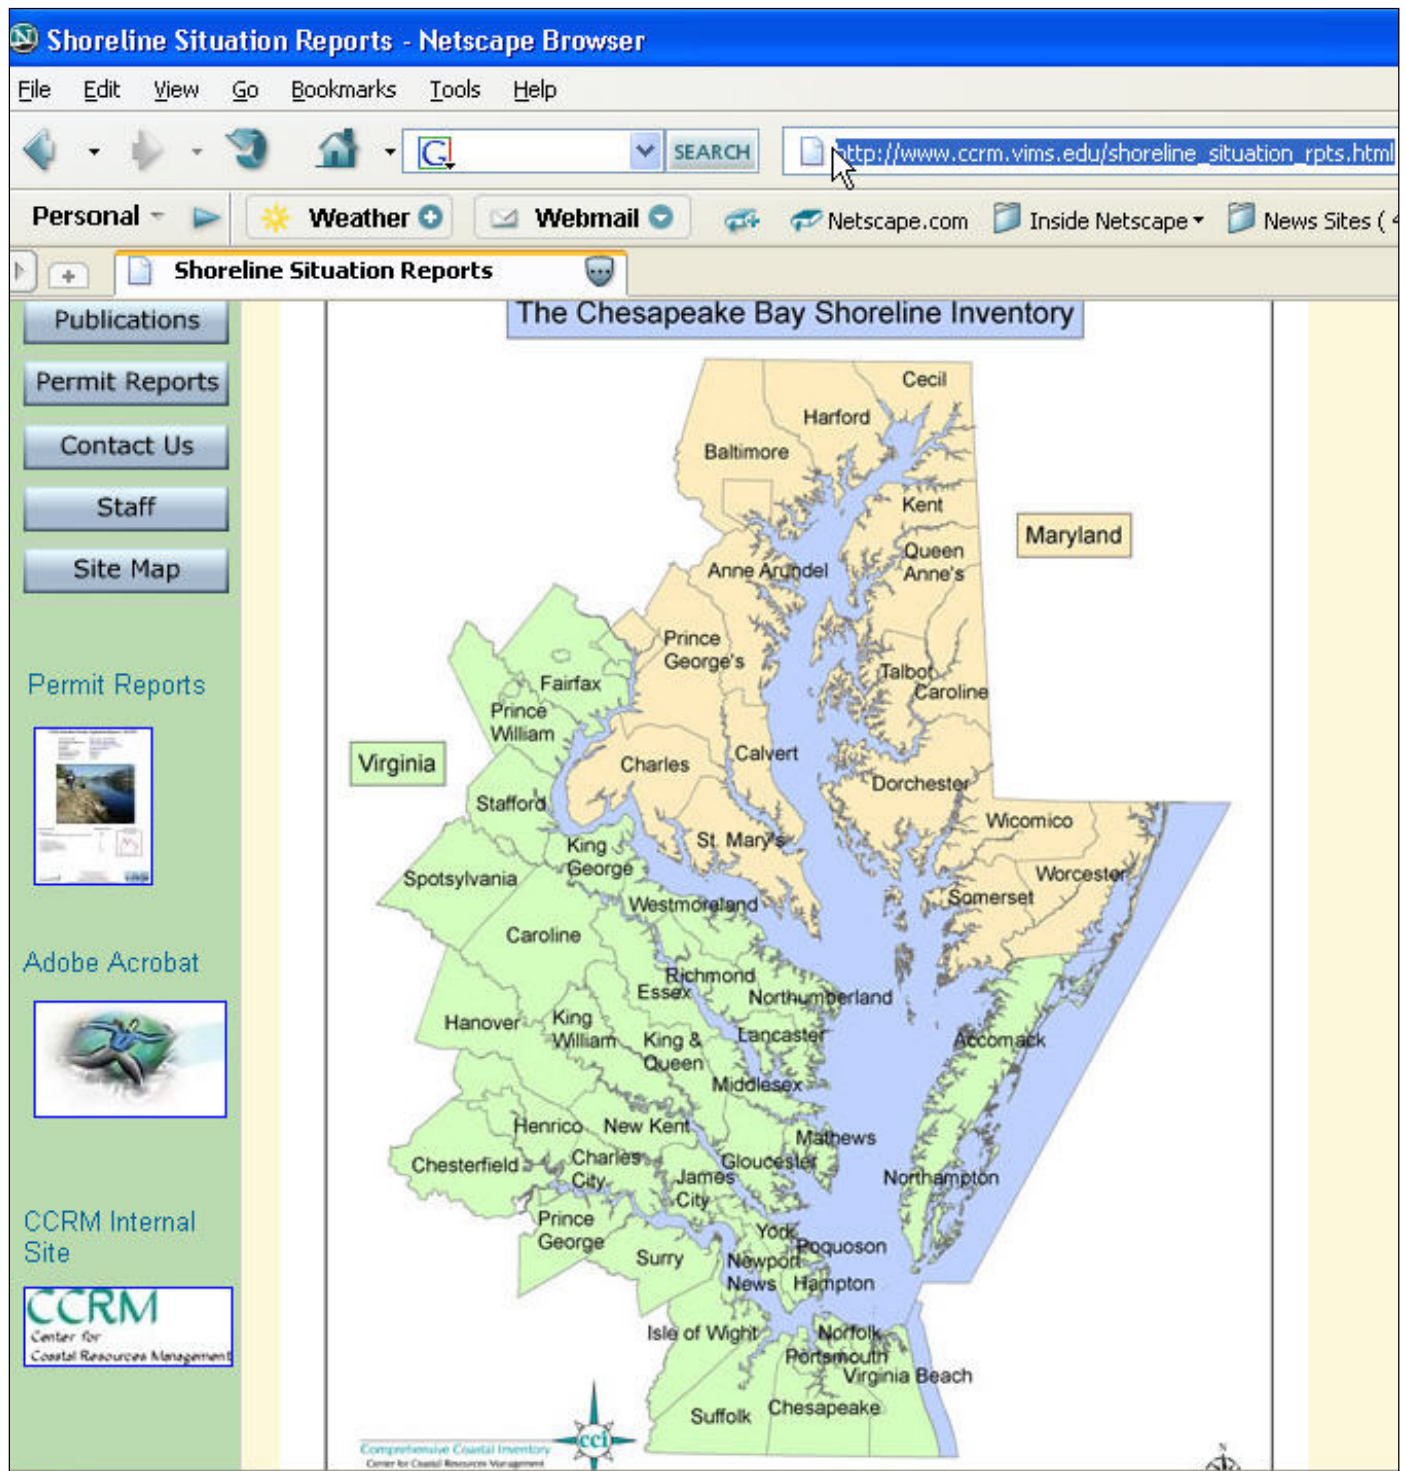 Shoreline Situation Reports - Netscape Browser
File Edit View Go Bookmarks Tools Help
G SEARCH http://www.ccrm.vims.edu/shoreline_situation_rpts.html
Personal Weather Webmail Netscape.com Inside Netscape News Sites ( 4
Shoreline Situation Reports
Publications
Permit Reports
Contact Us
Staff
Site Map
Permit Reports
Adobe Acrobat
CCRM Internal
Site
CCRM
Center for
Coastal Resources Management
The Chesapeake Bay Shoreline Inventory
Cecil
Harford
Baltimore
Kent
Maryland
Queen
Anne's
Anne Arundel
Prince
George's
Talbot
Fairfax
Caroline
Prince
William
Virginia
Charles
Calvert
Dorchester
Stafford
Wicomico
King
George
St. Mary's
Worcester
Spotsylvania
Somerset
Westmoreland
Caroline
Richmond
Essex
Northumberland
Hanover
King
William
King &
Queen
Lancaster
Accomack
Middlesex
Henrico
New Kent
Mathews
Chesterfield
Charles
City
Gloucester
James
City
Northampton
Prince
George
York
Poquoson
Surry
Newport
News
Hampton
Isle of Wight
Norfolk
Portsmouth
Virginia Beach
Suffolk
Chesapeake
cci
Comprehensive Coastal Inventory
Center for Coastal Resources Management
N